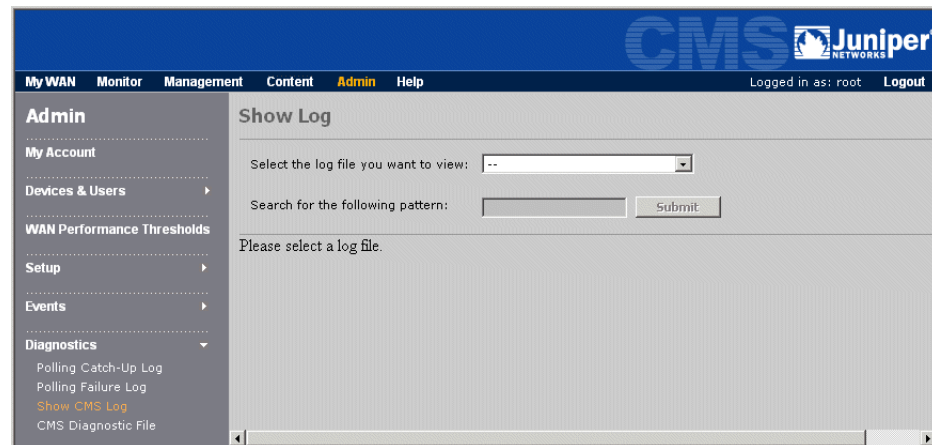 CMS Juniper
NETWORKS
My WAN Monitor Management Content Admin Help Logged in as: root Logout
Admin
My Account
Devices & Users
WAN Performance Thresholds
Setup
Events
Diagnostics
Polling Catch-Up Log
Polling Failure Log
Show CMS Log
CMS Diagnostic File
Show Log
Select the log file you want to view: --
Search for the following pattern: Submit
Please select a log file.